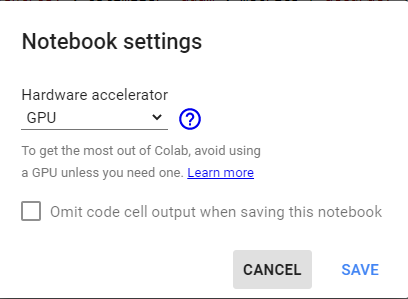 Notebook settings
Hardware accelerator
GPU
?
To get the most out of Colab, avoid using
a GPU unless you need one. Learn more
Omit code cell output when saving this notebook
CANCEL SAVE